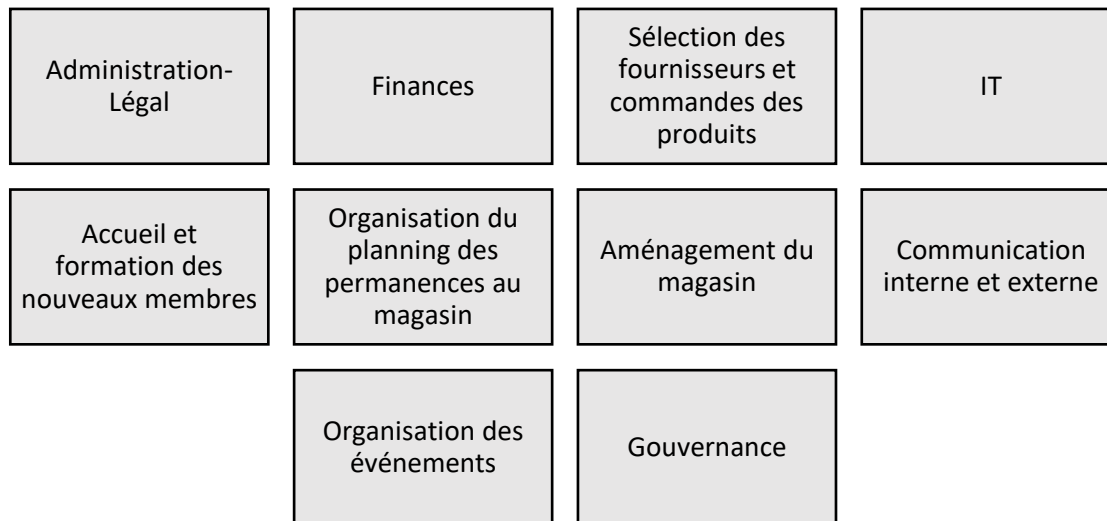 Administration-
Légal
Finances
Sélection des
fournisseurs et
commandes des
produits
IT
Accueil et
formation des
nouveaux membres
Organisation du
planning des
permanences au
magasin
Aménagement du
magasin
Communication
interne et externe
Organisation des
événements
Gouvernance